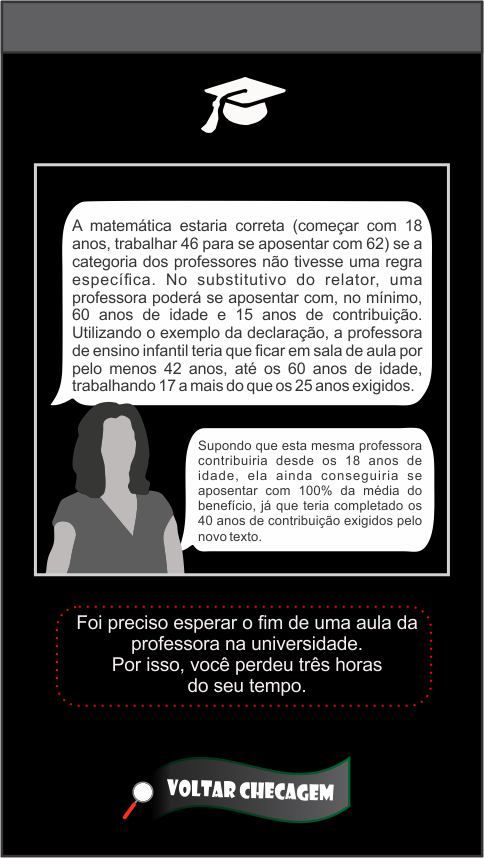 A matemática estaria correta (começar com 18
anos, trabalhar 46 para se aposentar com 62) se a
categoria dos professores não tivesse uma regra
específica. No substitutivo do relator, uma
professora poderá se aposentar com, no mínimo,
60 anos de idade e 15 anos de contribuição.
Utilizando o exemplo da declaração, a professora
de ensino infantil teria que ficar em sala de aula por
pelo menos 42 anos, até os 60 anos de idade,
trabalhando 17 a mais do que os 25 anos exigidos.
Supondo que esta mesma professora
contribuiria desde os 18 anos de
idade, ela ainda conseguiria se
aposentar com 100% da média do
benefício, já que teria completado os
40 anos de contribuição exigidos pelo
novo texto.
Foi preciso esperar o fim de uma aula da
professora na universidade.
Por isso, você perdeu três horas
do seu tempo.
VOLTAR CHECAGEM